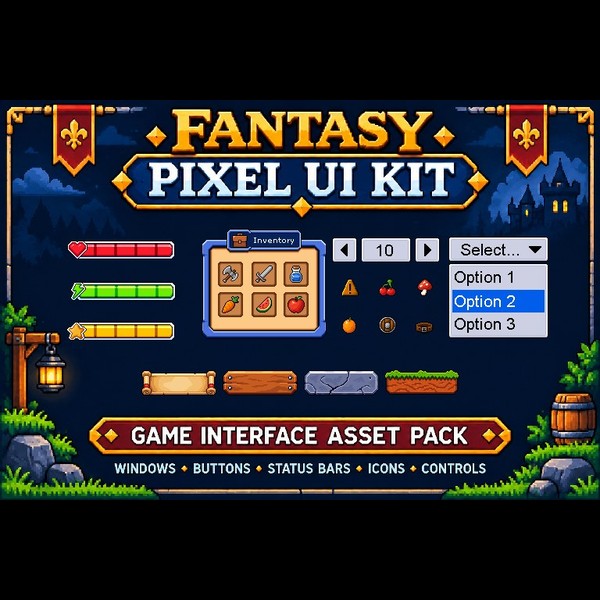 FANTASY
PIXEL UI KIT
Inventory
10
Select...
Option 1
Option 2
Option 3
GAME INTERFACE ASSET PACK
WINDOWS • BUTTONS • STATUS BARS • ICONS • CONTROLS